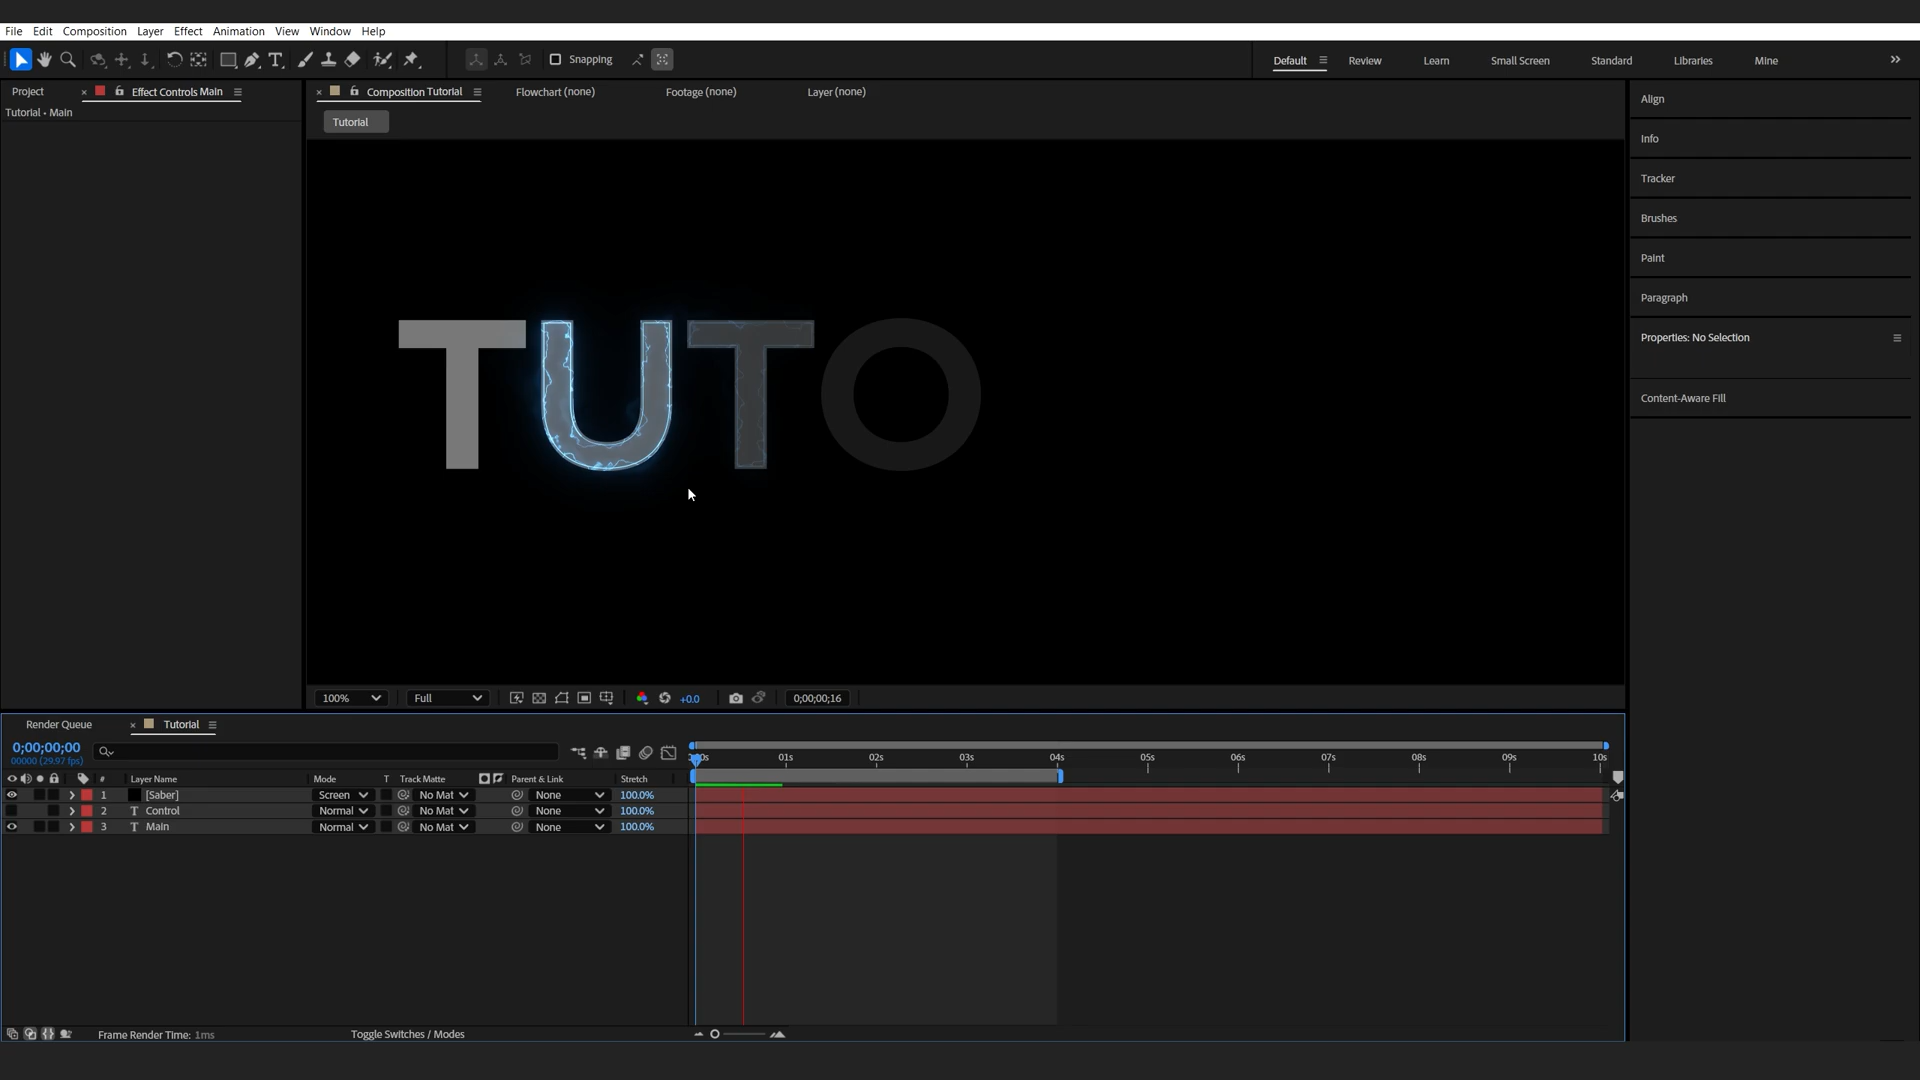 File Edit Composition Layer Effect Animation View Window Help
Snapping
Default Review Learn Small Screen Standard Libraries Mine
Project Effect Controls Main
Tutorial • Main
Composition Tutorial Flowchart (none) Footage (none) Layer (none)
Tutorial
TUTO
100% Full +0.0 0;00;00;16
Align
Info
Tracker
Brushes
Paint
Paragraph
Properties: No Selection
Content-Aware Fill
Render Queue Tutorial
0;00;00;00
00000 (29.97 fps)
01s 02s 03s 04s 05s 06s 07s 08s 09s 10s
# Layer Name Mode T Track Matte Parent & Link Stretch
1 [Saber] Screen No Mat None 100.0%
2 T Control Normal No Mat None 100.0%
3 T Main Normal No Mat None 100.0%
Frame Render Time: 1ms Toggle Switches / Modes